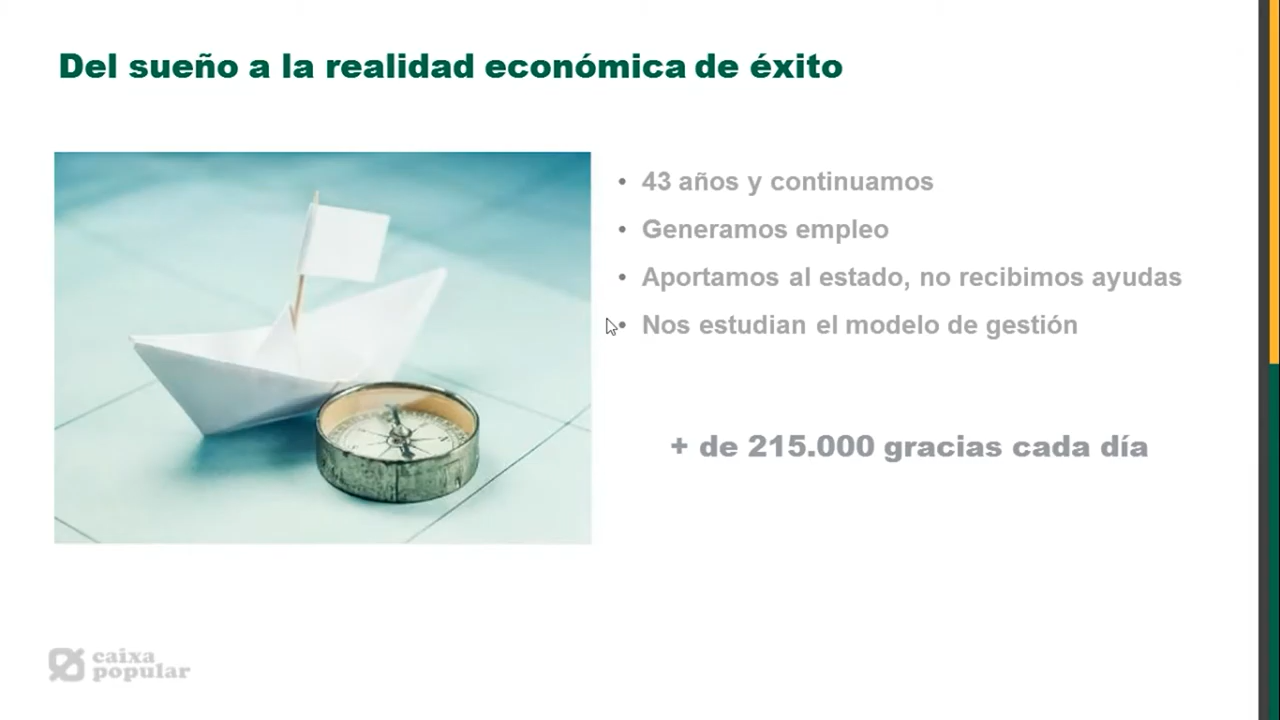 Del sueño a la realidad económica de éxito
• 43 años y continuamos
• Generamos empleo
• Aportamos al estado, no recibimos ayudas
• Nos estudian el modelo de gestión
+ de 215.000 gracias cada día
caixa
popular